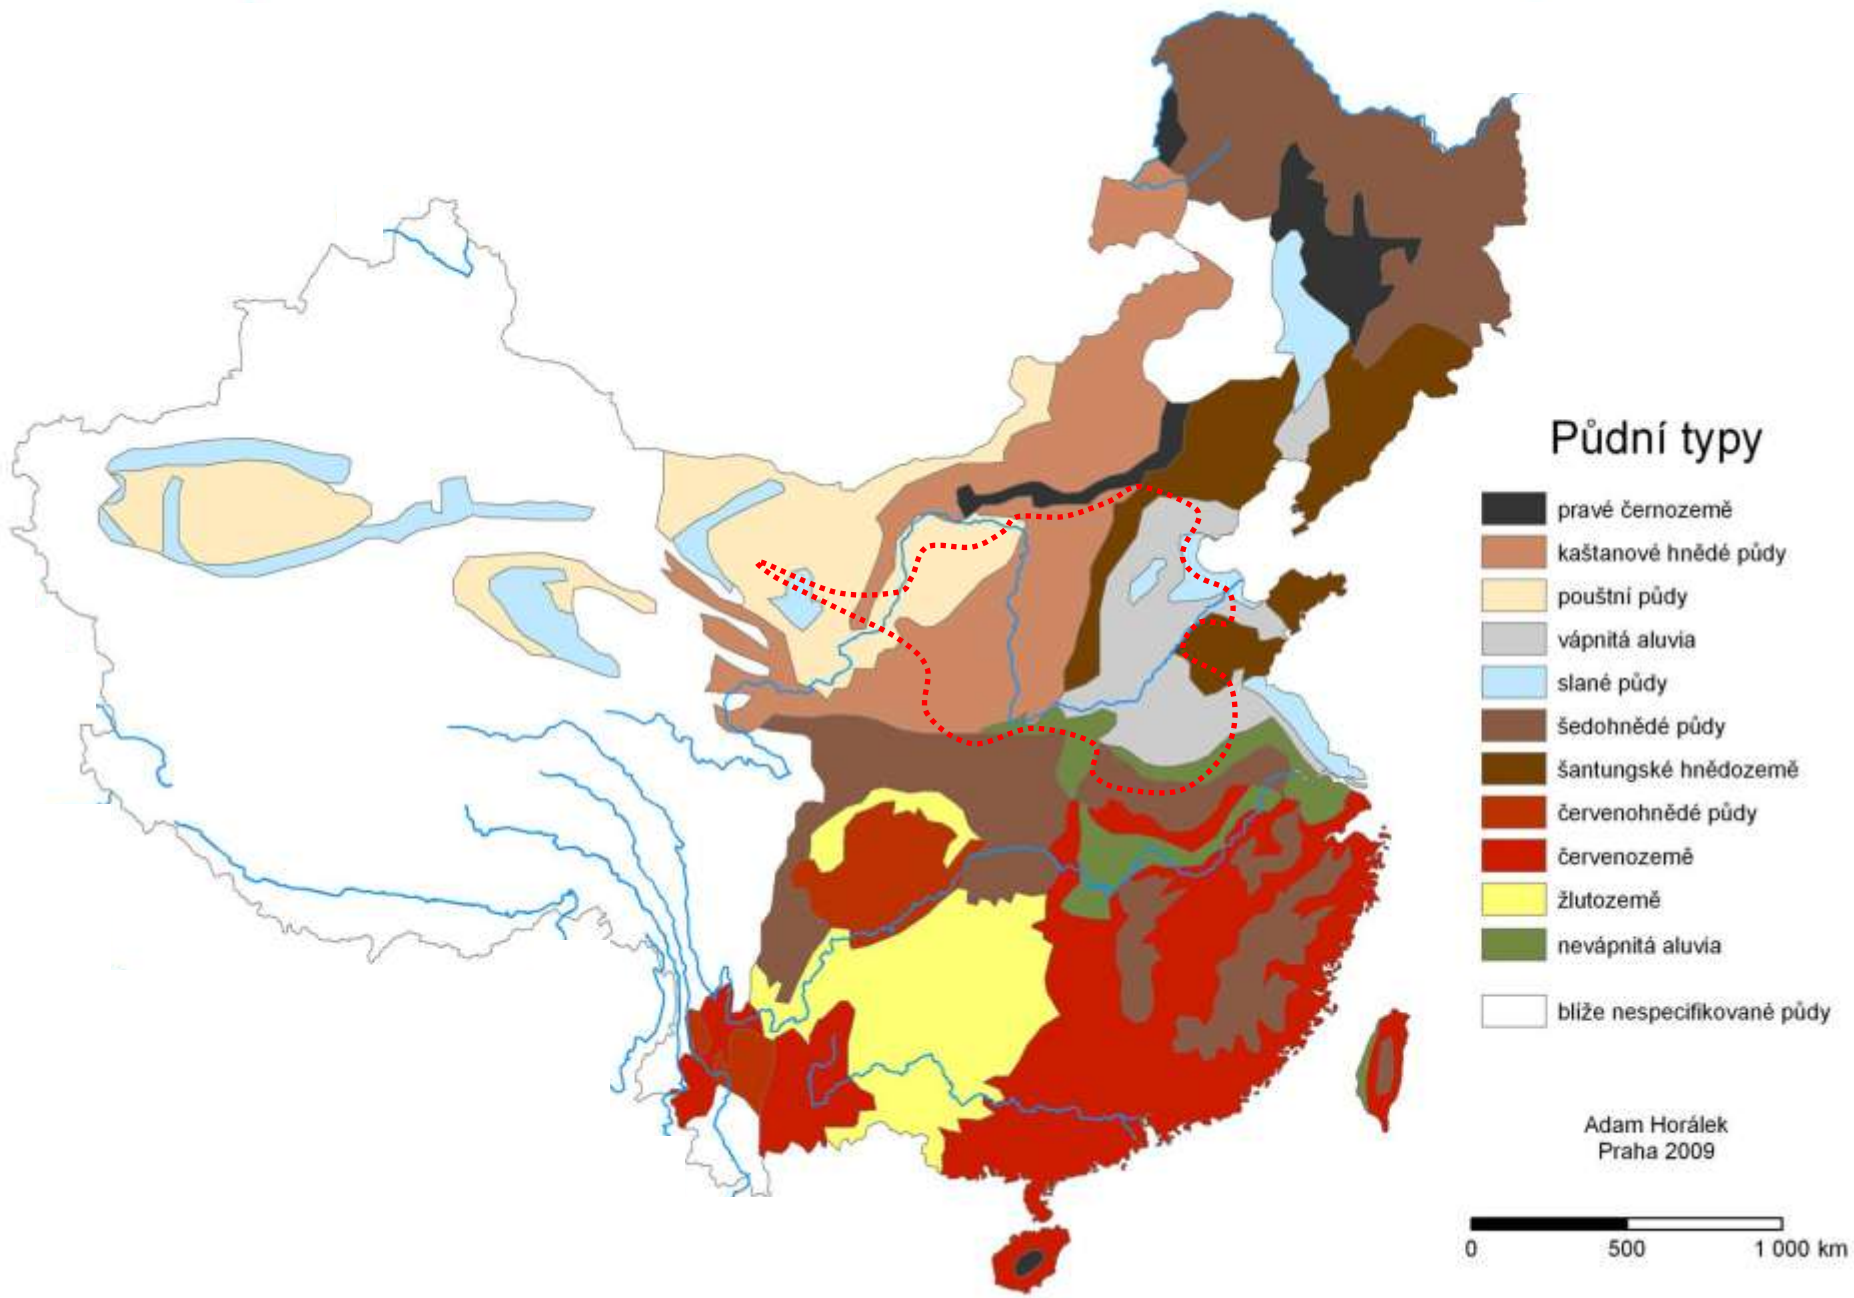 Půdní typy
pravé černozemě
kaštanové hnědé půdy
pouštní půdy
vápnitá aluvia
slané půdy
šedohnědé půdy
šantungské hnědozemě
červenohnědé půdy
červenozemě
žlutozemě
nevápnitá aluvia
blíže nespecifikované půdy
Adam Horálek
Praha 2009
0 500 1 000 km